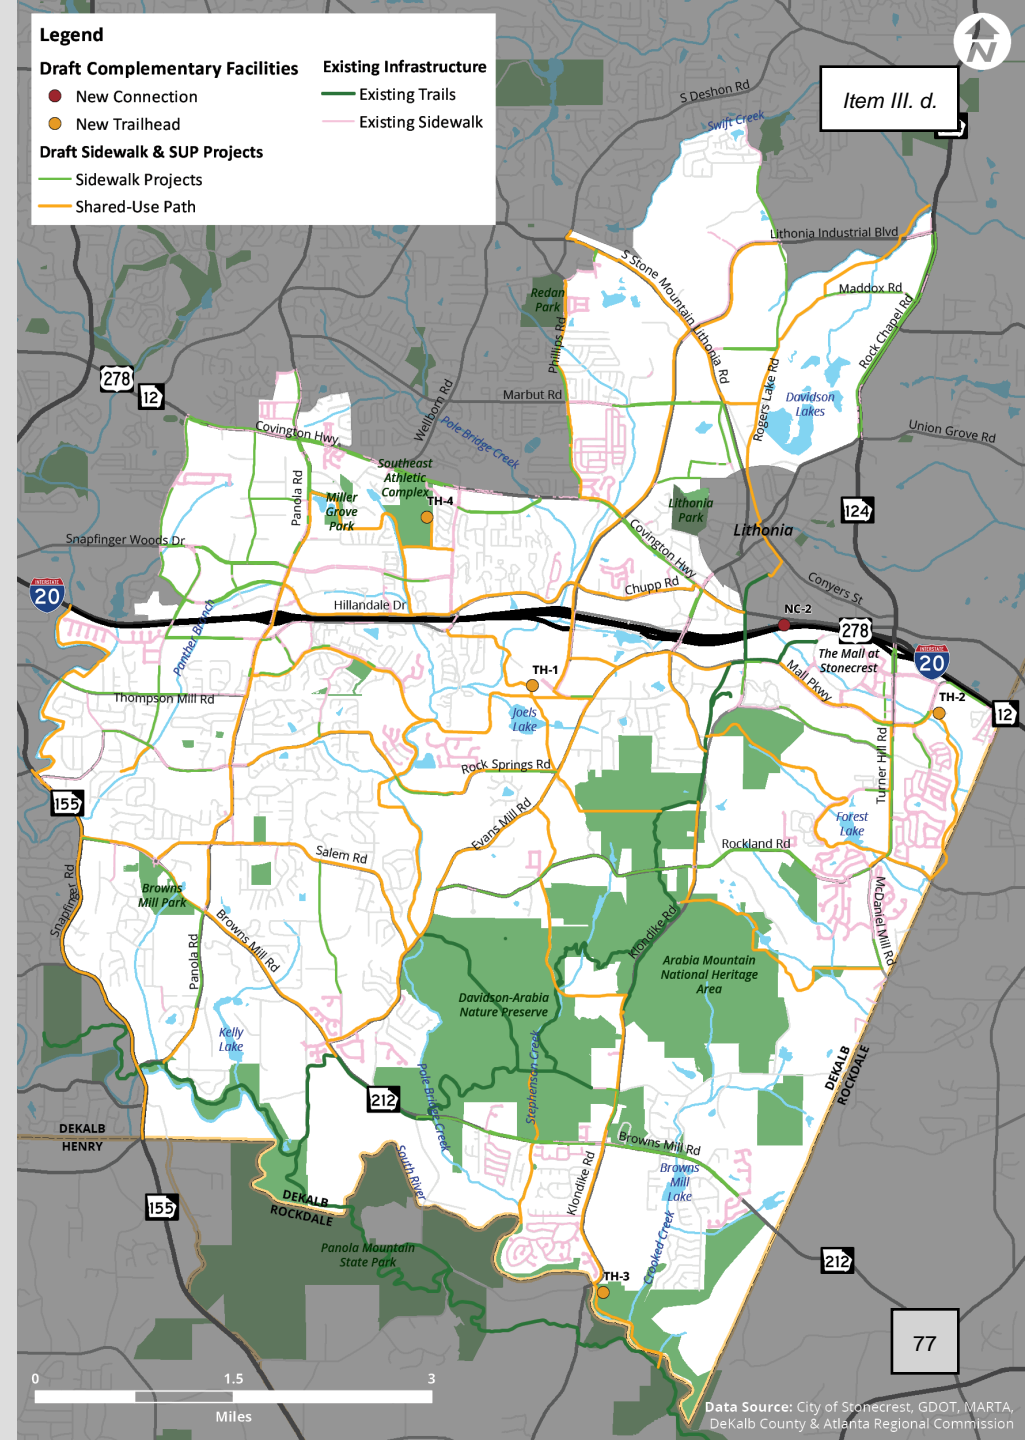 Legend
Draft Complementary Facilities
New Connection
New Trailhead
Draft Sidewalk & SUP Projects
Sidewalk Projects
Shared-Use Path
Existing Infrastructure
Existing Trails
Existing Sidewalk
N
Item III. d.
S Deshon Rd
Swift Creek
Lithonia Industrial Blvd
S Stone Mountain Lithonia Rd
Maddox Rd
Redan
Park
Rock Chapel Rd
Phillips Rd
278
12
Marbut Rd
Rogers Lake Rd
Davidson
Lakes
Wellborn Rd
Pole Bridge Creek
Union Grove Rd
Covington Hwy
Southeast
Athletic
Complex
TH-4
Panola Rd
Miller
Grove
Park
Lithonia
Park
124
Lithonia
Snapfinger Woods Dr
Covington Hwy
INTERSTATE
20
Chupp Rd
Conyers St
Hillandale Dr
NC-2
278
Panther Branch
The Mall at
Stonecrest
INTERSTATE
20
TH-1
Mall Pkwy
TH-2
Thompson Mill Rd
Joels
Lake
12
Turner Hill Rd
Rock Springs Rd
155
Evans Mill Rd
Forest
Lake
Salem Rd
Rockland Rd
Snapfinger Rd
Browns
Mill Park
McDaniel Mill Rd
Browns Mill Rd
Klondike Rd
Panola Rd
Arabia Mountain
National Heritage
Area
Davidson-Arabia
Nature Preserve
Kelly
Lake
Stephenson Creek
DEKALB
ROCKDALE
Pole Bridge Creek
212
DEKALB
HENRY
Browns Mill Rd
South River
Klondike Rd
Browns
Mill
Lake
DEKALB
ROCKDALE
155
Crooked Creek
Panola Mountain
State Park
212
TH-3
77
0
1.5
3
Miles
Data Source: City of Stonecrest, GDOT, MARTA,
DeKalb County & Atlanta Regional Commission